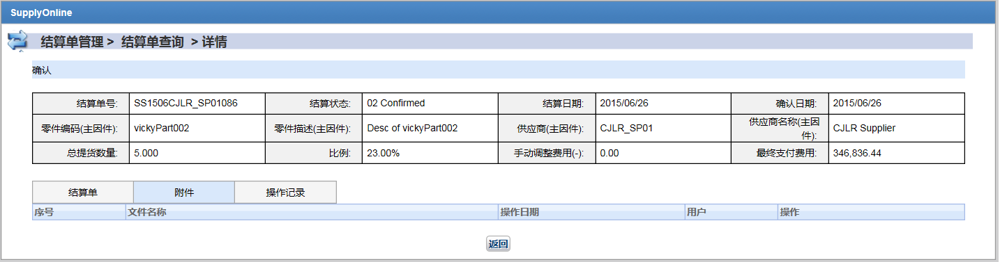 SupplyOnline
结算单管理 > 结算单查询 > 详情
确认
结算单号: SS1506CJLR_SP01086 结算状态: 02 Confirmed 结算日期: 2015/06/26 确认日期: 2015/06/26
零件编码(主因件): vickyPart002 零件描述(主因件): Desc of vickyPart002 供应商(主因件): CJLR_SP01 供应商名称(主因
件): CJLR Supplier
总提货数量: 5.000 比例: 23.00% 手动调整费用(-): 0.00 最终支付费用: 346,836.44
结算单 附件 操作记录
序号 文件名称 操作日期 用户 操作
返回